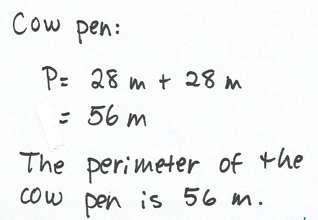 Cow pen:
P= 28 m + 28 m
= 56 m
The perimeter of the
cow pen is 56 m.